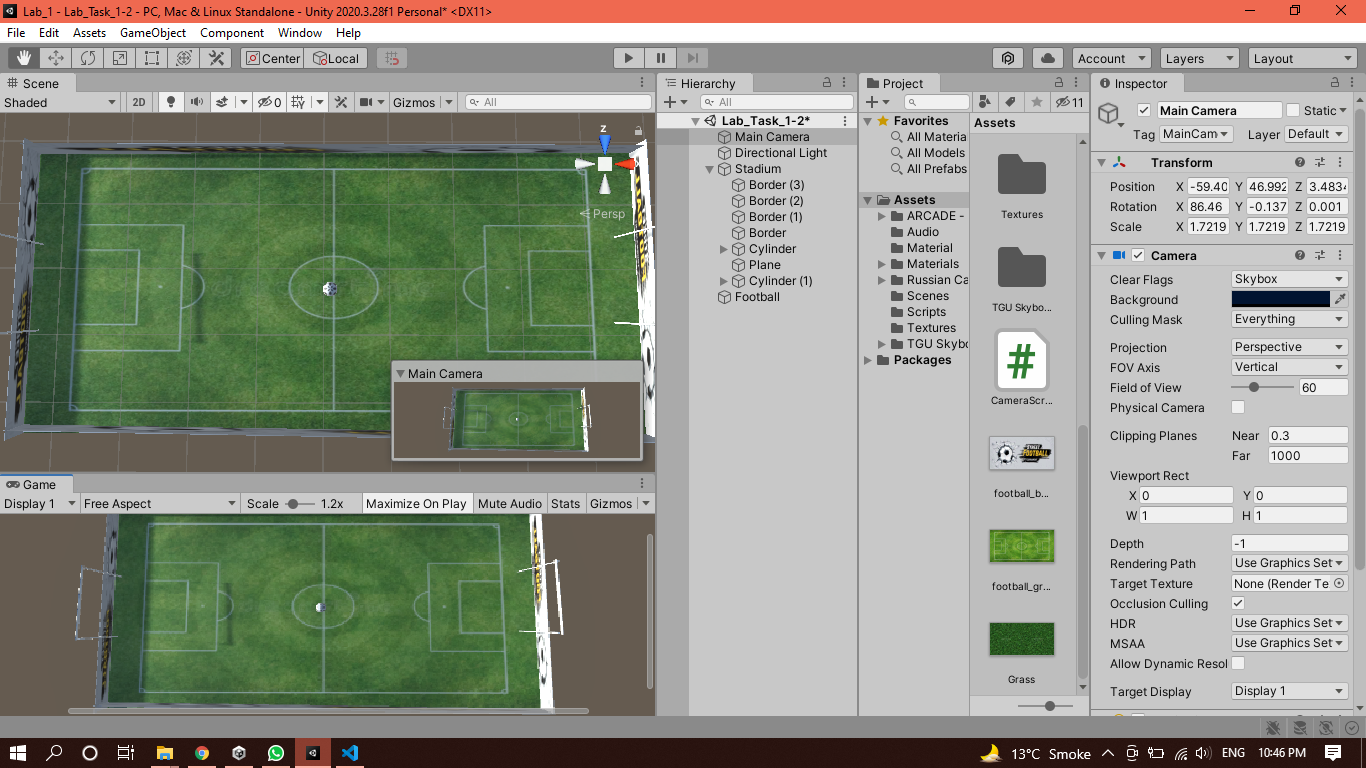 Lab_1 - Lab_Task_1-2 - PC, Mac & Linux Standalone - Unity 2020.3.28f1 Personal* <DX11>
File Edit Assets GameObject Component Window Help
Center Local Account Layers Layout
Scene
Shaded 2D 0 Gizmos All
z
Persp
Main Camera
Game
Display 1 Free Aspect Scale 1.2x Maximize On Play Mute Audio Stats Gizmos
Hierarchy
All
Lab_Task_1-2*
Main Camera
Directional Light
Stadium
Border (3)
Border (2)
Border (1)
Border
Cylinder
Plane
Cylinder (1)
Football
Project
11
Favorites
All Materia
All Models
All Prefabs
Assets
ARCADE -
Audio
Material
Materials
Russian Ca
Scenes
Scripts
Textures
TGU Skybo
Packages
Assets
Textures
TGU Skybo...
#
CameraScr...
FOOTBALL
football_b...
football_gr...
Grass
Inspector
Main Camera Static
Tag MainCam Layer Default
Transform
Position X -59.40 Y 46.992 Z 3.4834
Rotation X 86.46 Y -0.137 Z 0.001
Scale X 1.7219 Y 1.7219 Z 1.7219
Camera
Clear Flags Skybox
Background
Culling Mask Everything
Projection Perspective
FOV Axis Vertical
Field of View 60
Physical Camera
Clipping Planes Near 0.3
Far 1000
Viewport Rect
X 0 Y 0
W 1 H 1
Depth -1
Rendering Path Use Graphics Set
Target Texture None (Render Te
Occlusion Culling
HDR Use Graphics Set
MSAA Use Graphics Set
Allow Dynamic Resol
Target Display Display 1
13°C Smoke ENG 10:46 PM